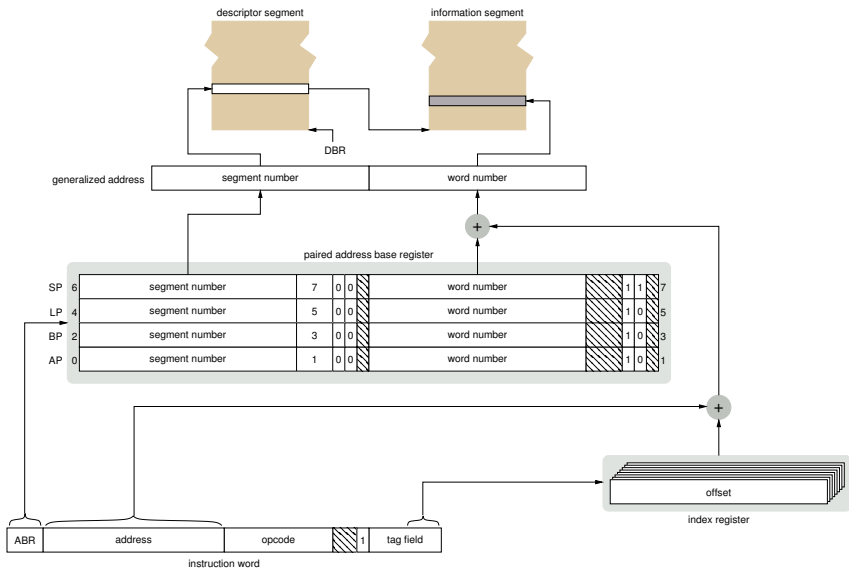 descriptor segment information segment
DBR
generalized address segment number word number
+
paired address base register
SP 6 segment number 7 0 0 word number 1 1 7
LP 4 segment number 5 0 0 word number 1 0 5
BP 2 segment number 3 0 0 word number 1 0 3
AP 0 segment number 1 0 0 word number 1 0 1
+
offset
index register
ABR address opcode 1 tag field
instruction word